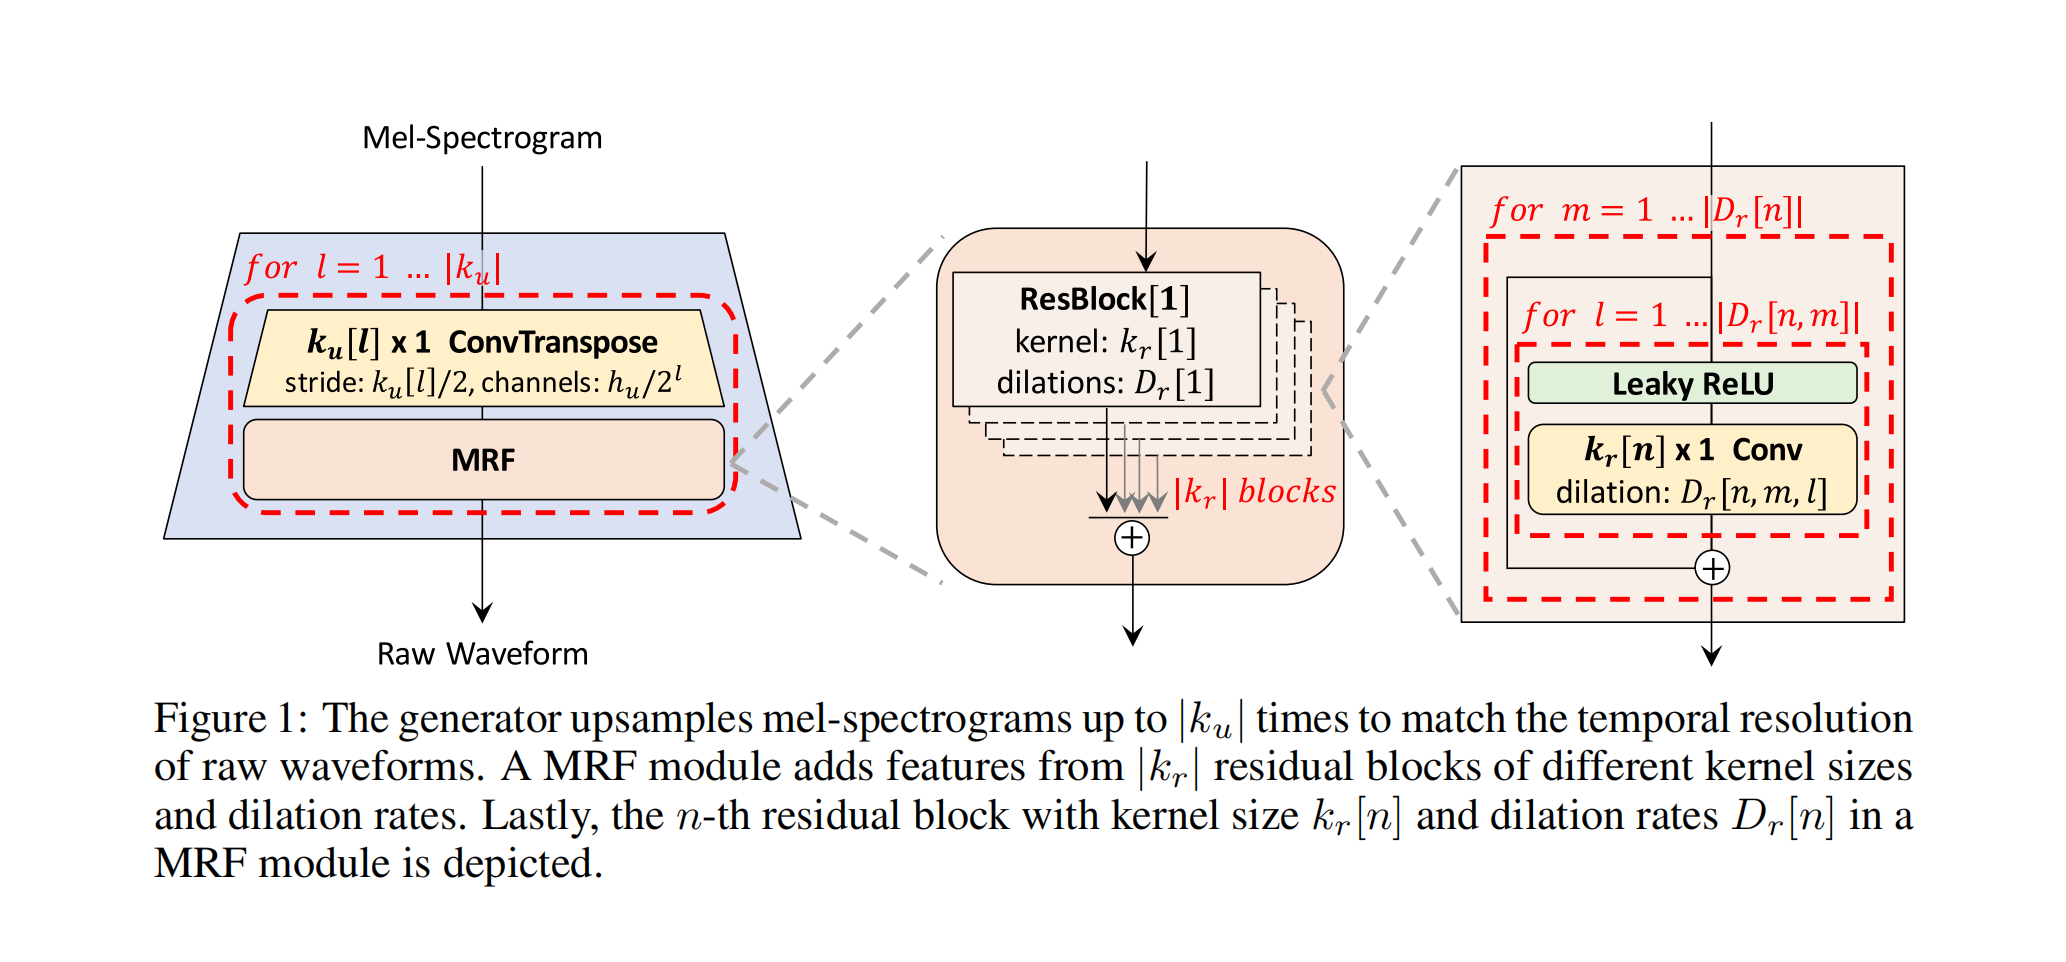 Mel-Spectrogram
for l = 1 ... |k_u|
k_u[l] x 1 ConvTranspose
stride: k_u[l]/2, channels: h_u/2^l
MRF
Raw Waveform
ResBlock[1]
kernel: k_r[1]
dilations: D_r[1]
|k_r| blocks
+
for m = 1 ... |D_r[n]|
for l = 1 ... |D_r[n, m]|
Leaky ReLU
k_r[n] x 1 Conv
dilation: D_r[n, m, l]
+
Figure 1: The generator upsamples mel-spectrograms up to |k_u| times to match the temporal resolution
of raw waveforms. A MRF module adds features from |k_r| residual blocks of different kernel sizes
and dilation rates. Lastly, the n-th residual block with kernel size k_r[n] and dilation rates D_r[n] in a
MRF module is depicted.